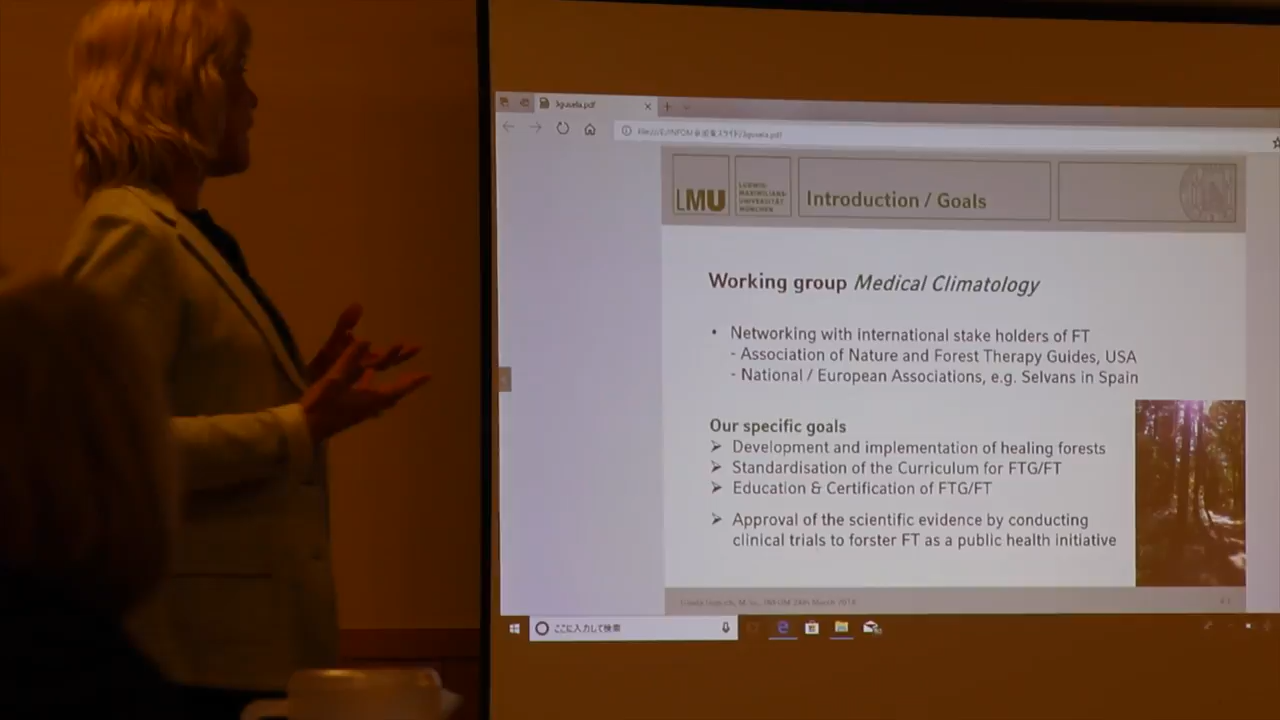 3gusela.pdf
LMU
LUDWIG-
MAXIMILIANS-
UNIVERSITÄT
MÜNCHEN
Introduction / Goals
Working group Medical Climatology
• Networking with international stake holders of FT
- Association of Nature and Forest Therapy Guides, USA
- National / European Associations, e.g. Selvans in Spain
Our specific goals
➢ Development and implementation of healing forests
➢ Standardisation of the Curriculum for FTG/FT
➢ Education & Certification of FTG/FT
➢ Approval of the scientific evidence by conducting
clinical trials to forster FT as a public health initiative
ここに入力して検索